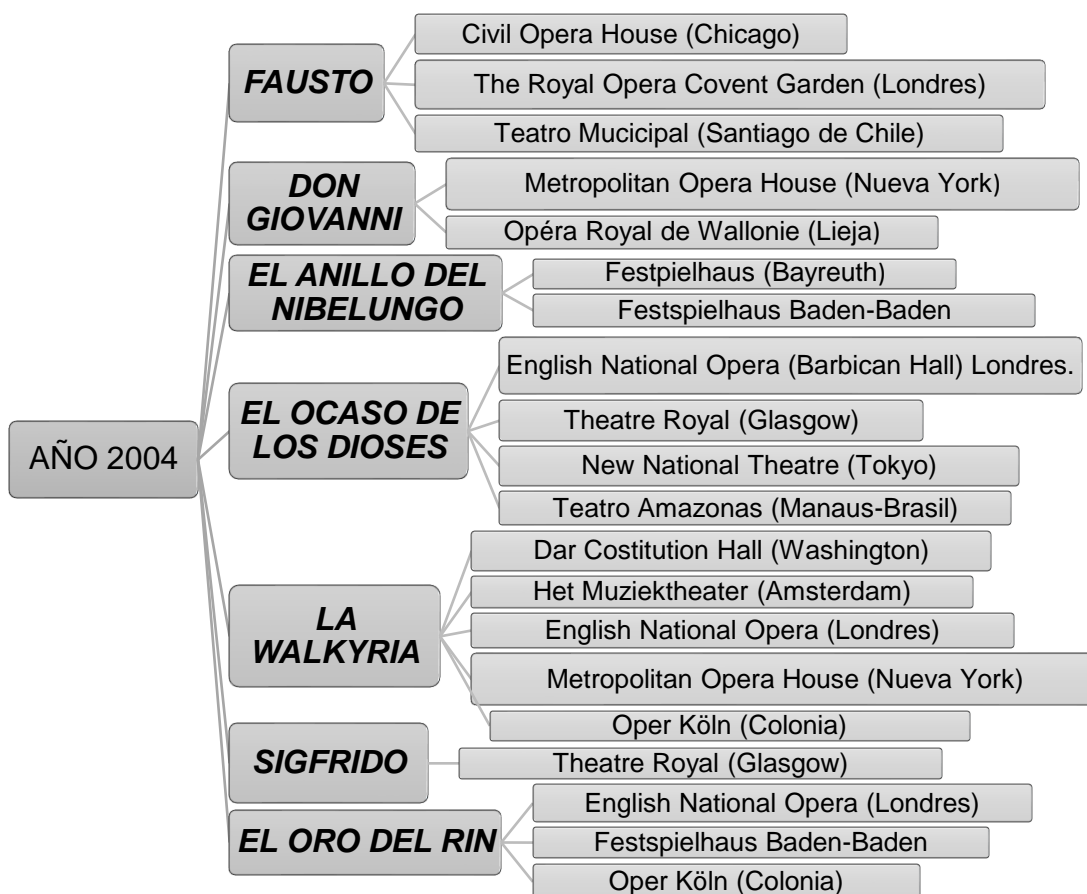 AÑO 2004
FAUSTO
Civil Opera House (Chicago)
The Royal Opera Covent Garden (Londres)
Teatro Mucicipal (Santiago de Chile)
DON
GIOVANNI
Metropolitan Opera House (Nueva York)
Opéra Royal de Wallonie (Lieja)
EL ANILLO DEL
NIBELUNGO
Festpielhaus (Bayreuth)
Festspielhaus Baden-Baden
EL OCASO DE
LOS DIOSES
English National Opera (Barbican Hall) Londres.
Theatre Royal (Glasgow)
New National Theatre (Tokyo)
Teatro Amazonas (Manaus-Brasil)
LA
WALKYRIA
Dar Costitution Hall (Washington)
Het Muziektheater (Amsterdam)
English National Opera (Londres)
Metropolitan Opera House (Nueva York)
Oper Köln (Colonia)
SIGFRIDO
Theatre Royal (Glasgow)
EL ORO DEL RIN
English National Opera (Londres)
Festspielhaus Baden-Baden
Oper Köln (Colonia)